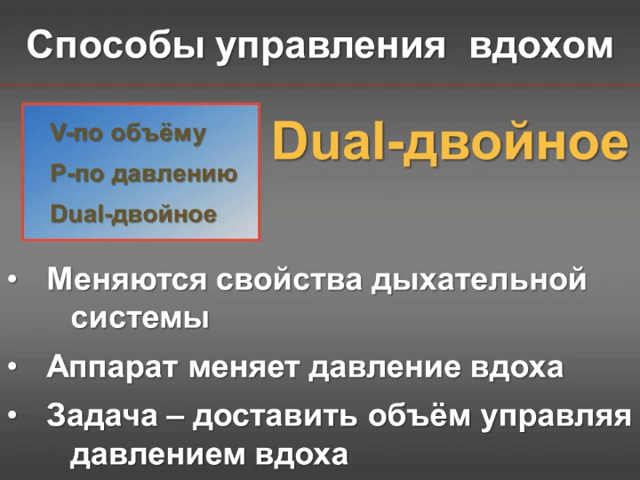 Способы управления вдохом
V-по объёму
P-по давлению
Dual-двойное
Dual-двойное
• Меняются свойства дыхательной
системы
• Аппарат меняет давление вдоха
• Задача – доставить объём управляя
давлением вдоха